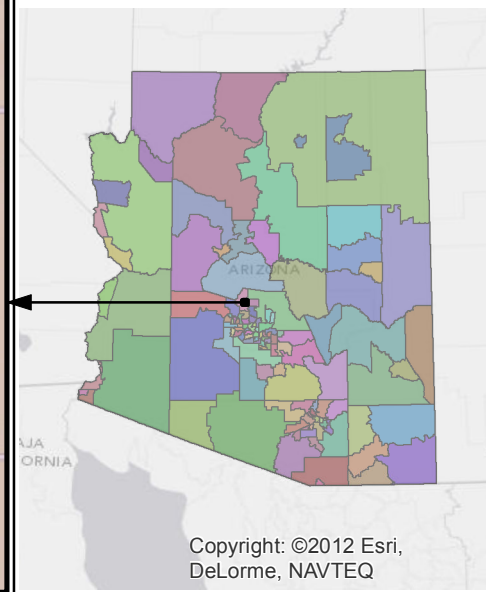 ARIZONA
AJA
ORNIA
Copyright: ©2012 Esri,
DeLorme, NAVTEQ